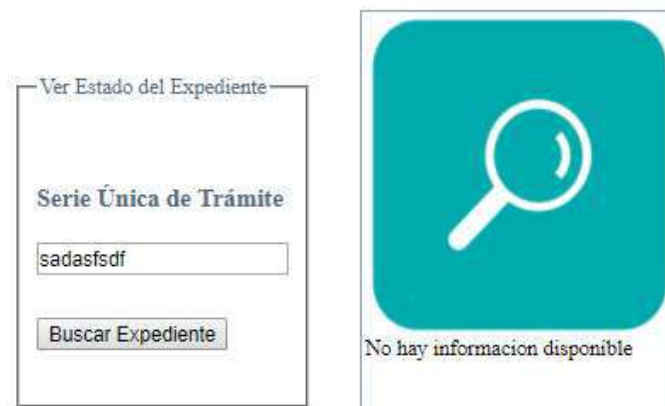 Ver Estado del Expediente
Serie Única de Trámite
sadasfsdf
Buscar Expediente
No hay informacion disponible